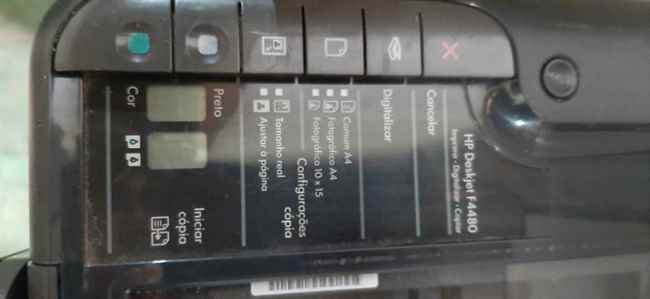 HP Deskjet F4480
Imprimir · Digitalizar · Copiar
Cancelar
Digitalizar
Configurações
cópia
Comum A4
Fotográfico A4
Fotográfico 10 x 15
Tamanho real
Ajustar à página
Iniciar
cópia
Preto
Cor